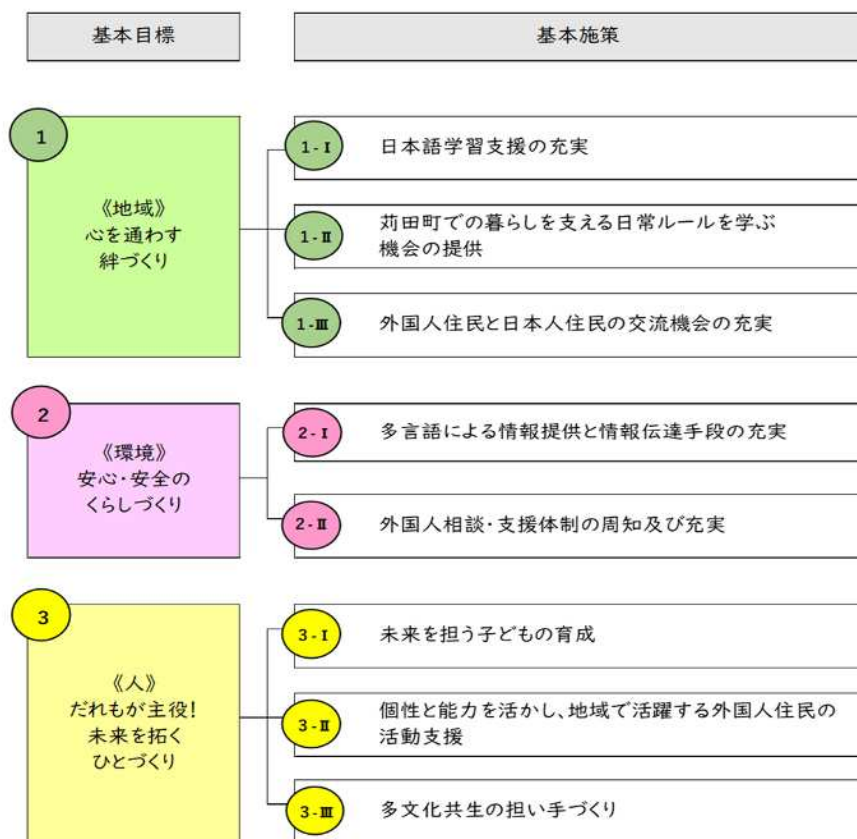 基本目標
基本施策
1
《地域》
心を通わす
絆づくり
1-Ⅰ
日本語学習支援の充実
1-Ⅱ
苅田町での暮らしを支える日常ルールを学ぶ
機会の提供
1-Ⅲ
外国人住民と日本人住民の交流機会の充実
2
《環境》
安心・安全の
くらしづくり
2-Ⅰ
多言語による情報提供と情報伝達手段の充実
2-Ⅱ
外国人相談・支援体制の周知及び充実
3
《人》
だれもが主役!
未来を拓く
ひとづくり
3-Ⅰ
未来を担う子どもの育成
3-Ⅱ
個性と能力を活かし、地域で活躍する外国人住民の
活動支援
3-Ⅲ
多文化共生の担い手づくり